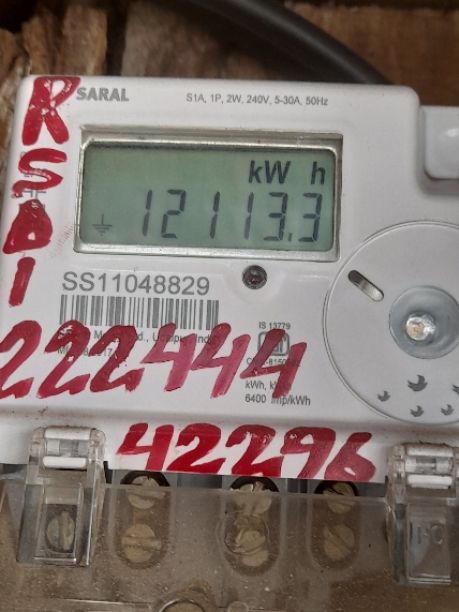 SARAL
S1A, 1P, 2W, 240V, 5-30A, 50Hz
kW h
12113.3
RSDI
SS11048829
IS 13779
kWh,
6400 imp/kWh
222444
42296